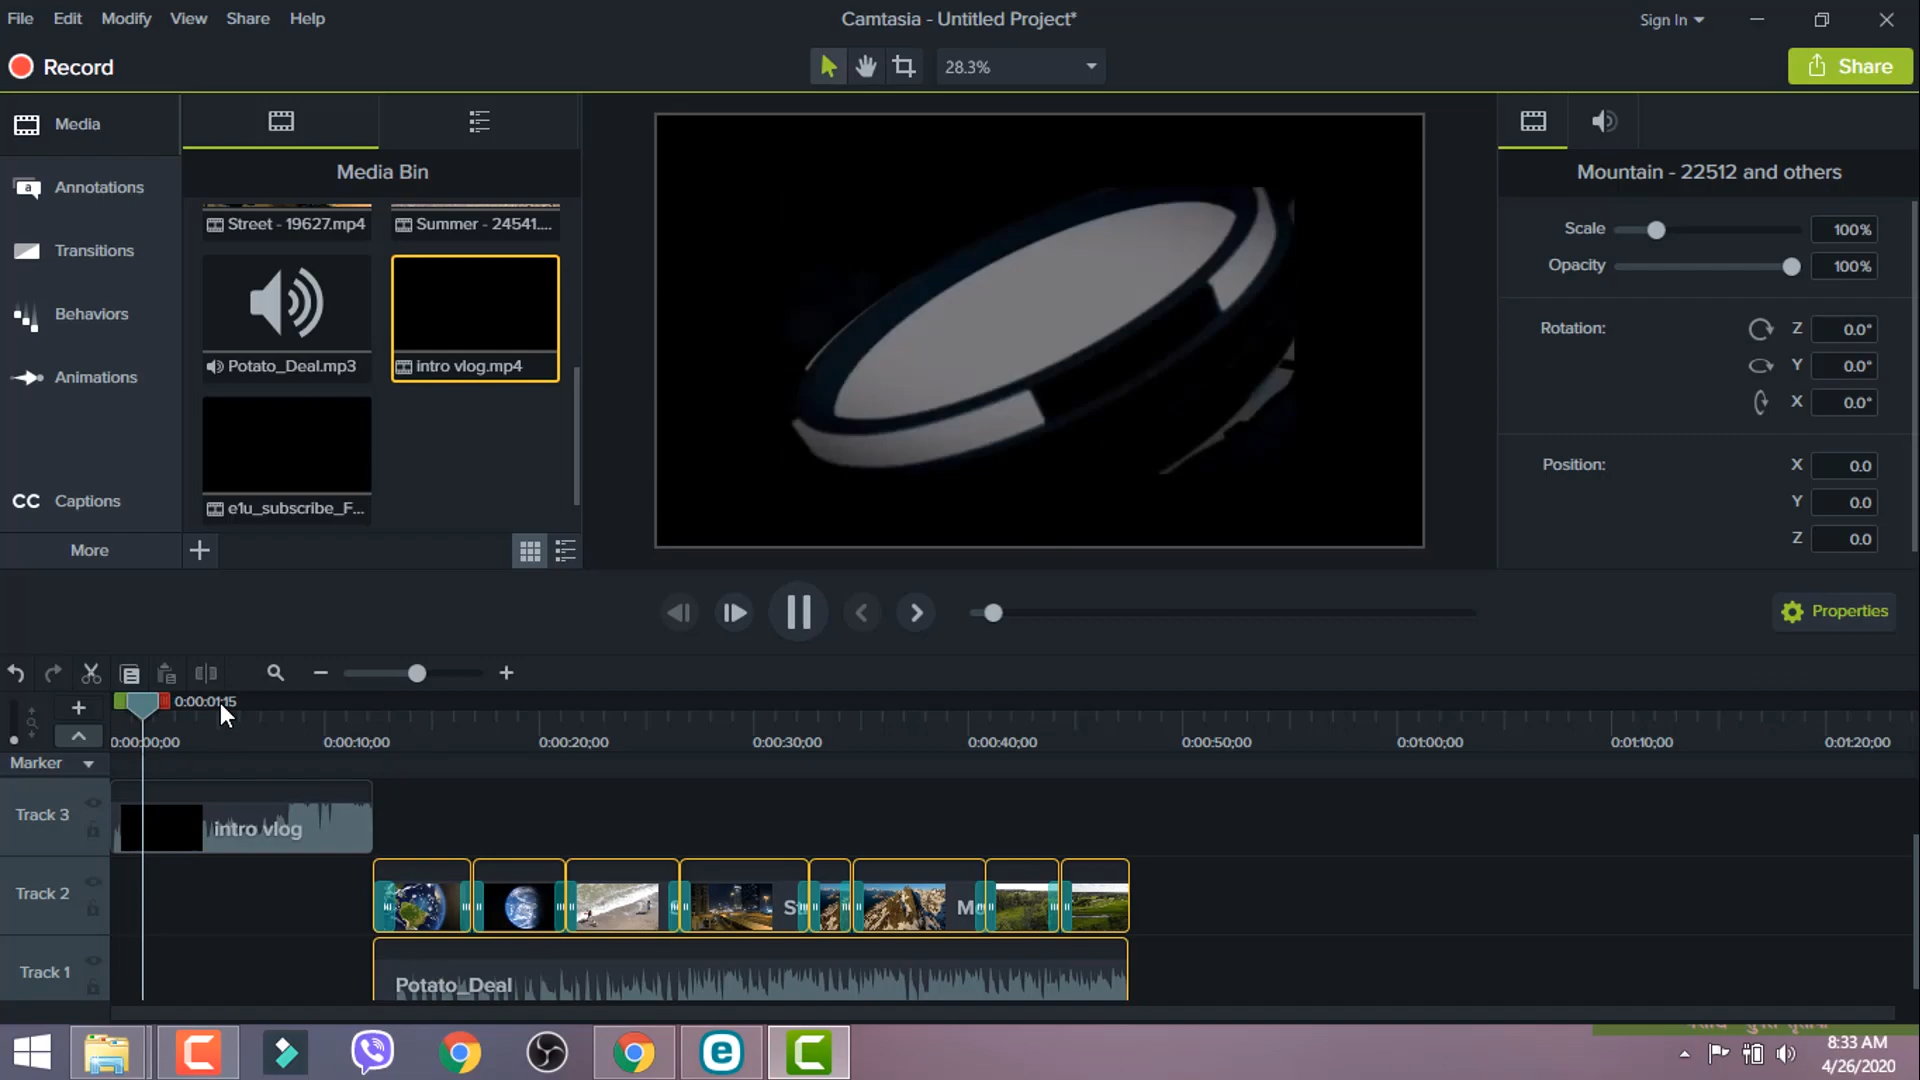 File Edit Modify View Share Help
Camtasia - Untitled Project*
Sign In
Record
28.3%
Share
Media
Annotations
Transitions
Behaviors
Animations
CC Captions
More
Media Bin
Street - 19627.mp4
Summer - 24541....
Potato_Deal.mp3
intro vlog.mp4
e1u_subscribe_F...
Mountain - 22512 and others
Scale 100%
Opacity 100%
Rotation: Z 0.0°
Y 0.0°
X 0.0°
Position: X 0.0
Y 0.0
Z 0.0
Properties
0:00:01;15
0:00:00;00 0:00:10;00 0:00:20;00 0:00:30;00 0:00:40;00 0:00:50;00 0:01:00;00 0:01:10;00 0:01:20;00
Marker
Track 3
intro vlog
Track 2
Track 1
Potato_Deal
8:33 AM
4/26/2020